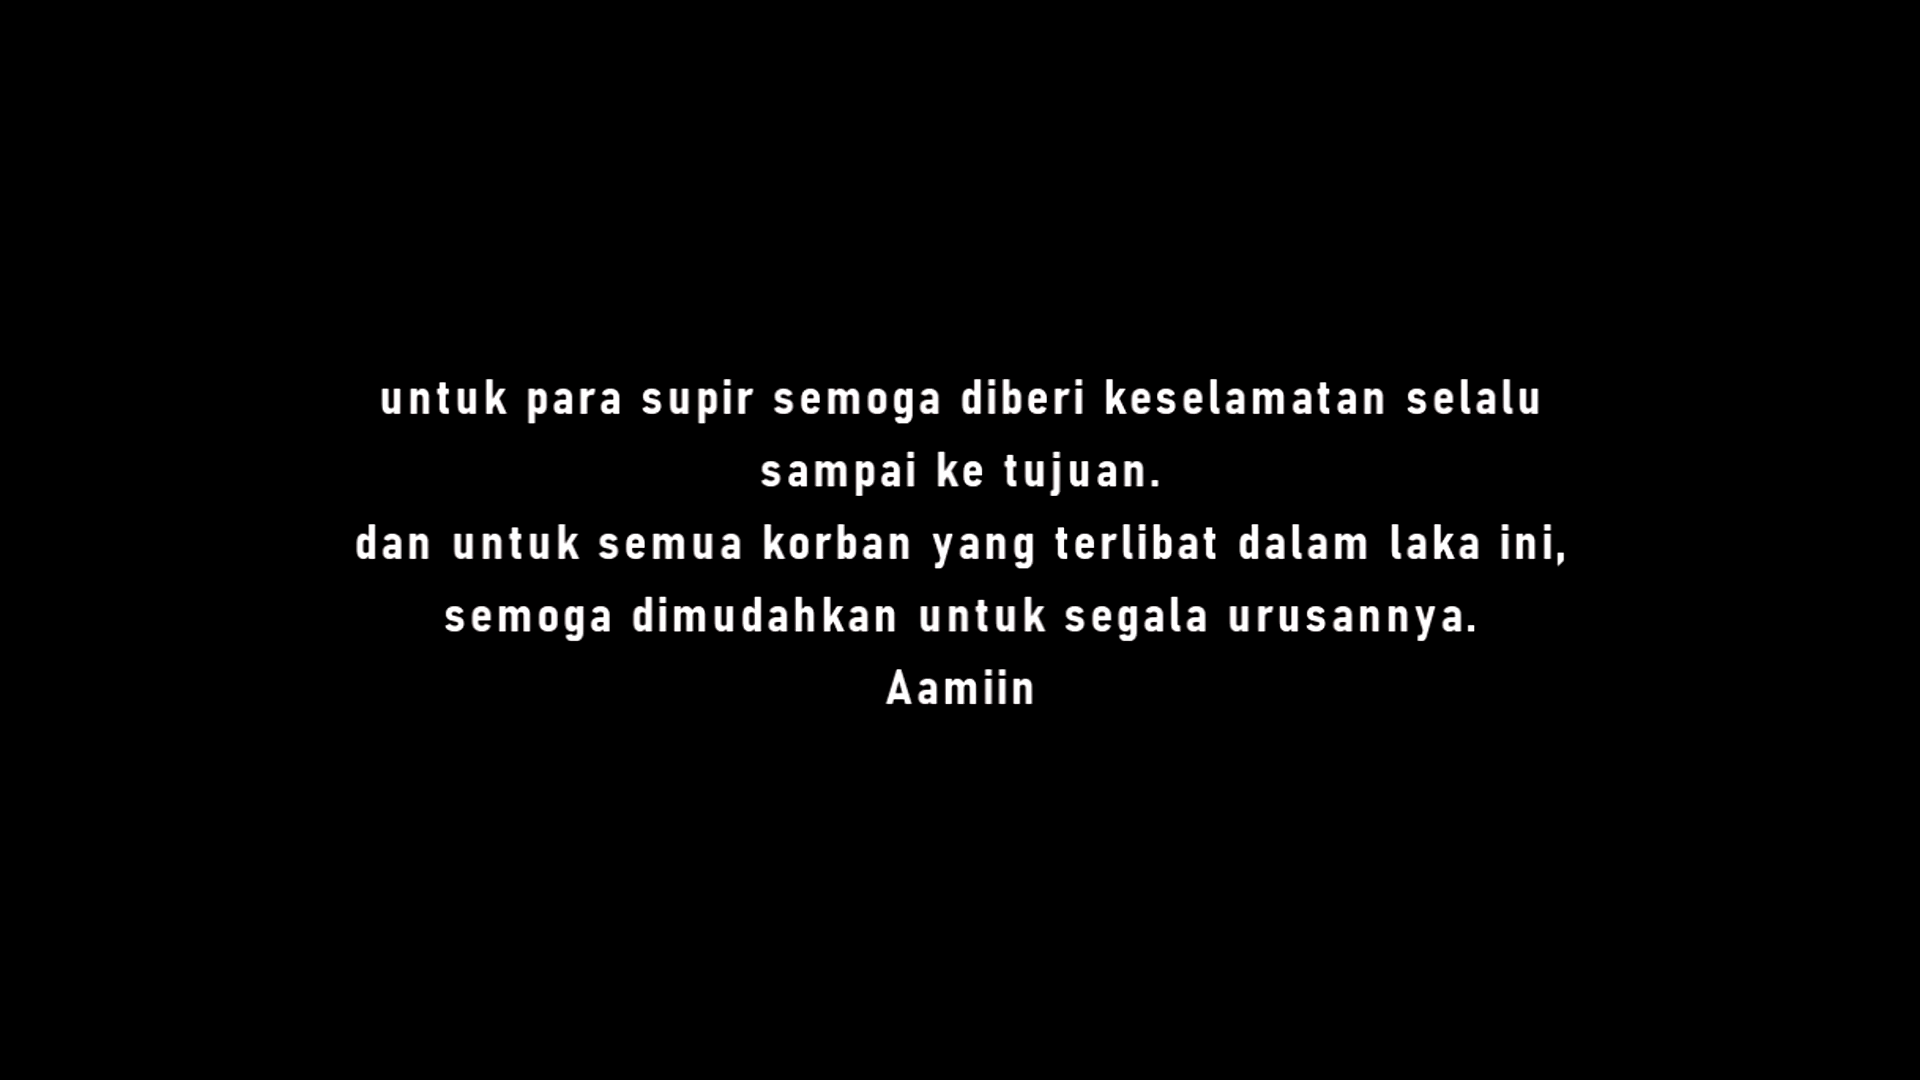 untuk para supir semoga diberi keselamatan selalu
sampai ke tujuan.
dan untuk semua korban yang terlibat dalam laka ini,
semoga dimudahkan untuk segala urusannya.
Aamiin